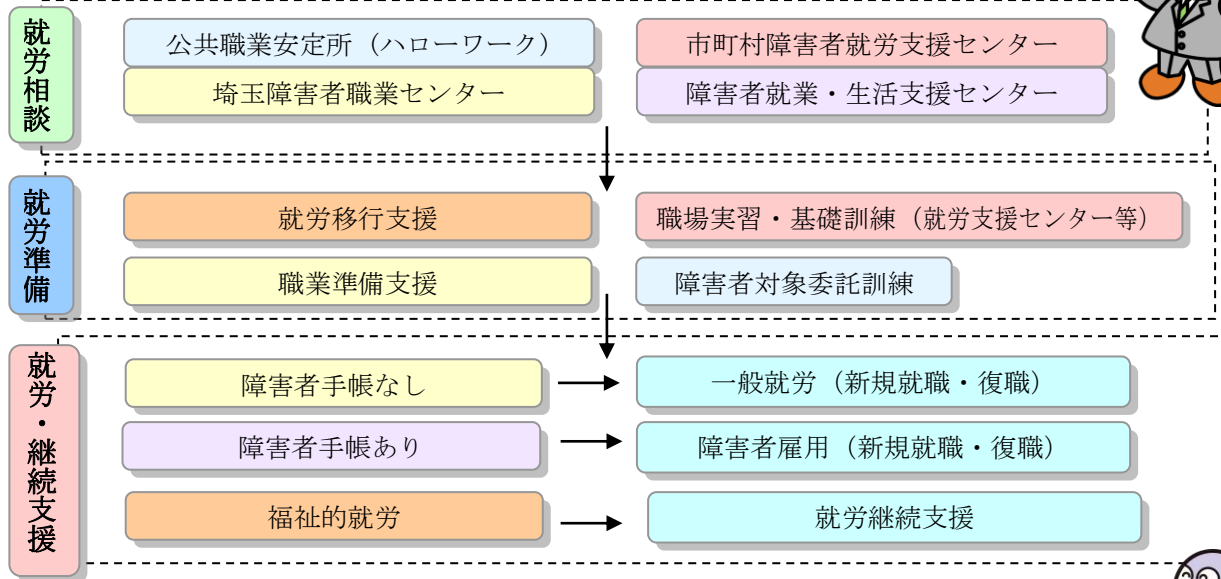 就労相談
公共職業安定所（ハローワーク）
市町村障害者就労支援センター
埼玉障害者職業センター
障害者就業・生活支援センター
就労準備
就労移行支援
職場実習・基礎訓練（就労支援センター等）
職業準備支援
障害者対象委託訓練
就労・継続支援
障害者手帳なし
一般就労（新規就職・復職）
障害者手帳あり
障害者雇用（新規就職・復職）
福祉的就労
就労継続支援